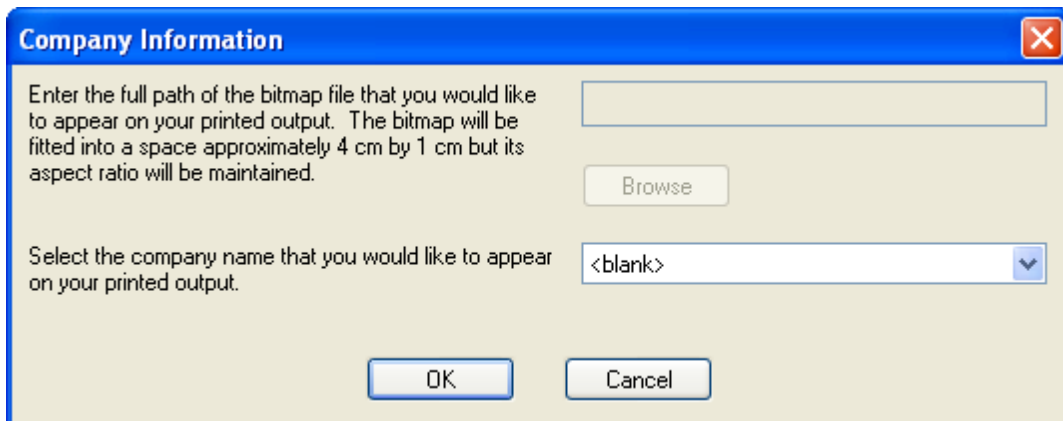 Company Information
Enter the full path of the bitmap file that you would like
to appear on your printed output.  The bitmap will be
fitted into a space approximately 4 cm by 1 cm but its
aspect ratio will be maintained.
Browse
Select the company name that you would like to appear
on your printed output.
<blank>
OK
Cancel